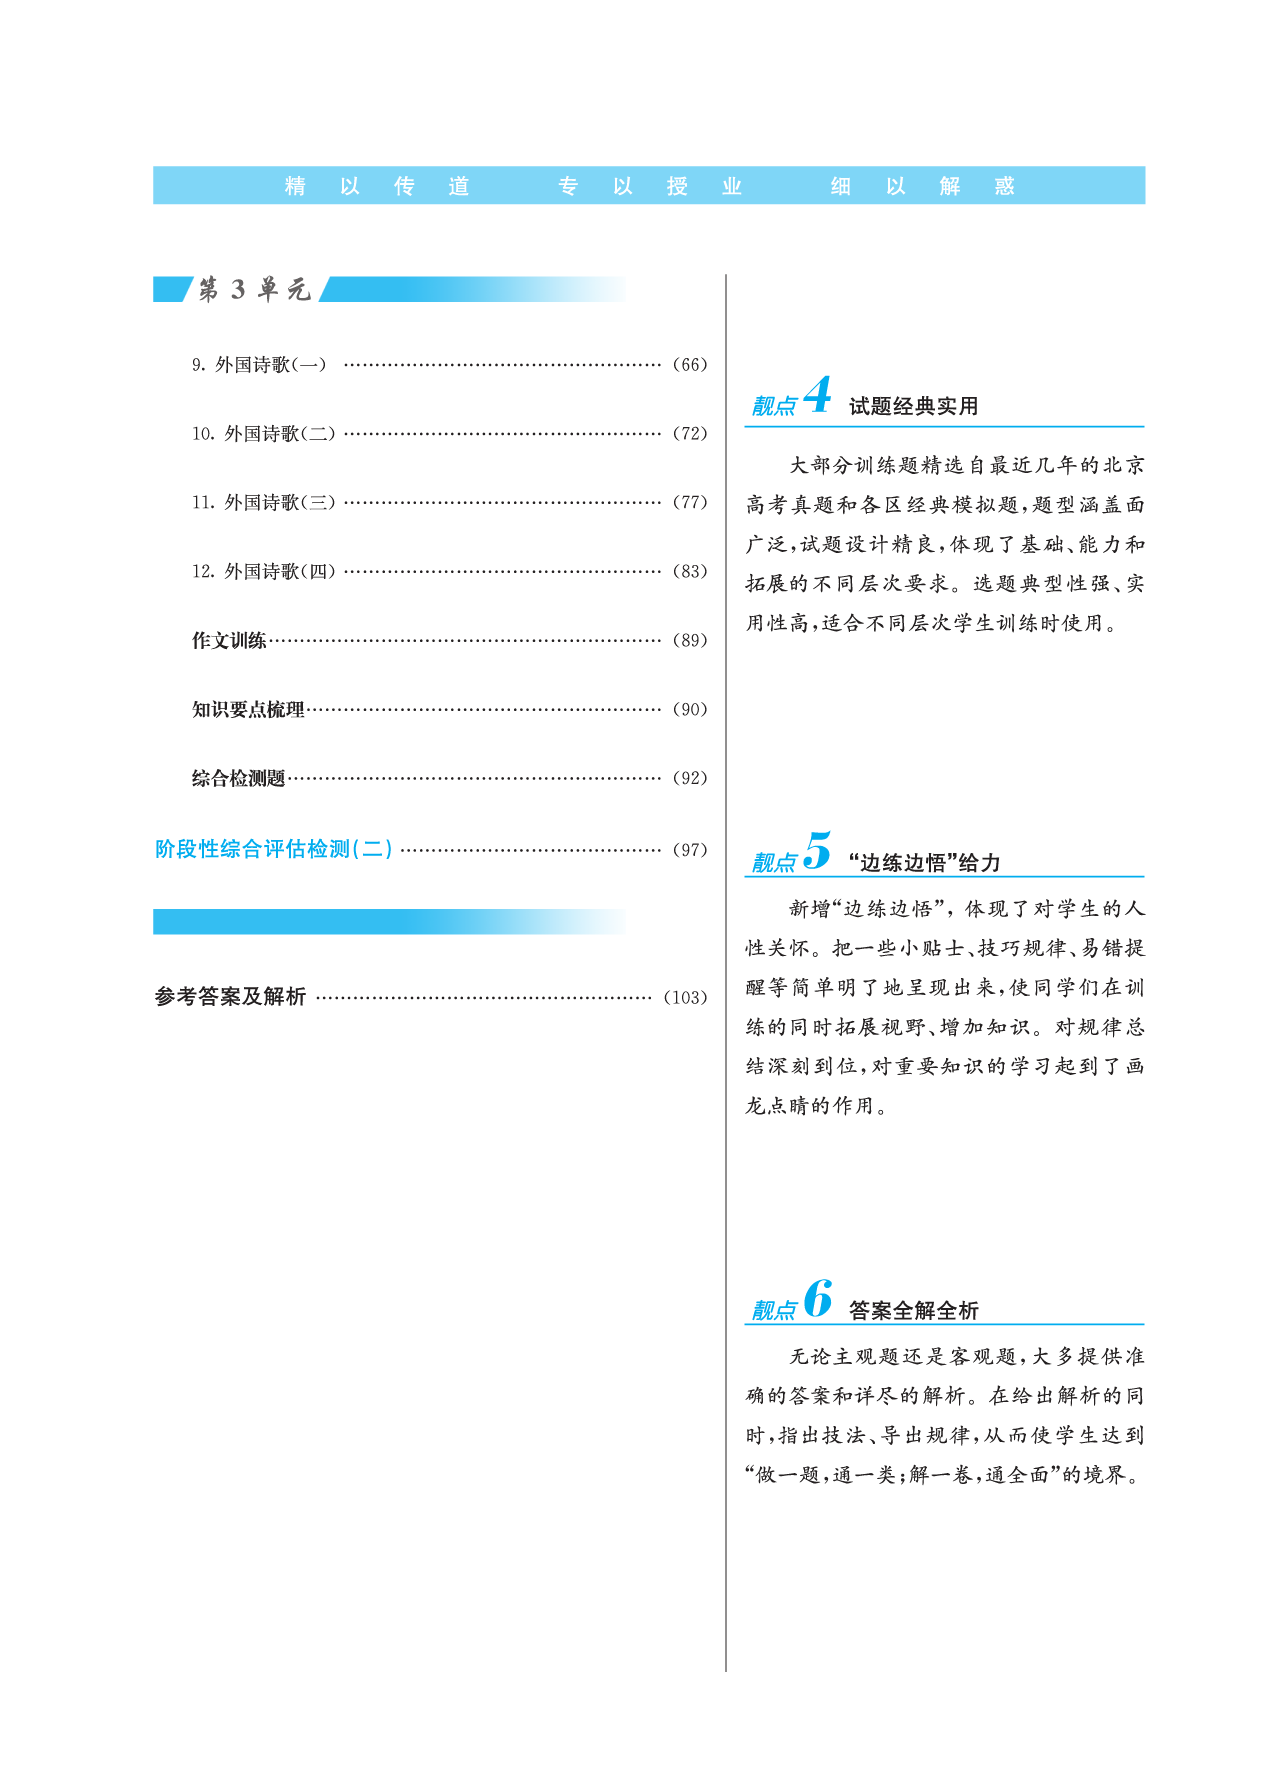 精以传道 专以授业 细以解惑
第3单元
9. 外国诗歌(一) ………………………………………… (66)
10. 外国诗歌(二) ………………………………………… (72)
11. 外国诗歌(三) ………………………………………… (77)
12. 外国诗歌(四) ………………………………………… (83)
作文训练………………………………………………… (89)
知识要点梳理…………………………………………… (90)
综合检测题……………………………………………… (92)
阶段性综合评估检测(二) ………………………………… (97)
参考答案及解析 ………………………………………… (103)
靓点4 试题经典实用
大部分训练题精选自最近几年的北京
高考真题和各区经典模拟题,题型涵盖面
广泛,试题设计精良,体现了基础、能力和
拓展的不同层次要求。选题典型性强、实
用性高,适合不同层次学生训练时使用。
靓点5 “边练边悟”给力
新增“边练边悟”, 体现了对学生的人
性关怀。把一些小贴士、技巧规律、易错提
醒等简单明了地呈现出来,使同学们在训
练的同时拓展视野、增加知识。对规律总
结深刻到位,对重要知识的学习起到了画
龙点睛的作用。
靓点6 答案全解全析
无论主观题还是客观题,大多提供准
确的答案和详尽的解析。在给出解析的同
时,指出技法、导出规律,从而使学生达到
“做一题,通一类;解一卷,通全面”的境界。